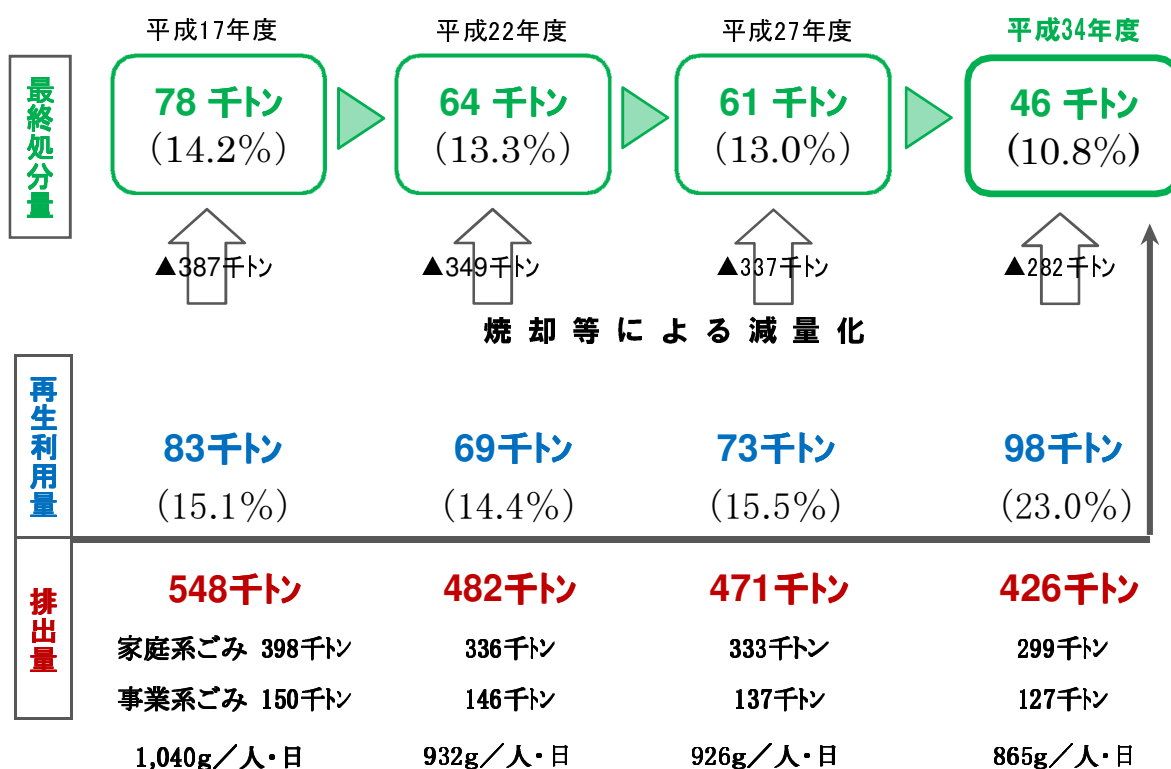 平成17年度 平成22年度 平成27年度 平成34年度
最終処分量
78 千トン 64 千トン 61 千トン 46 千トン
(14.2%) (13.3%) (13.0%) (10.8%)
▲387千トン ▲349千トン ▲337千トン ▲282千トン
焼却等による減量化
再生利用量
83千トン 69千トン 73千トン 98千トン
(15.1%) (14.4%) (15.5%) (23.0%)
排出量
548千トン 482千トン 471千トン 426千トン
家庭系ごみ 398千トン 336千トン 333千トン 299千トン
事業系ごみ 150千トン 146千トン 137千トン 127千トン
1,040g/人・日 932g/人・日 926g/人・日 865g/人・日